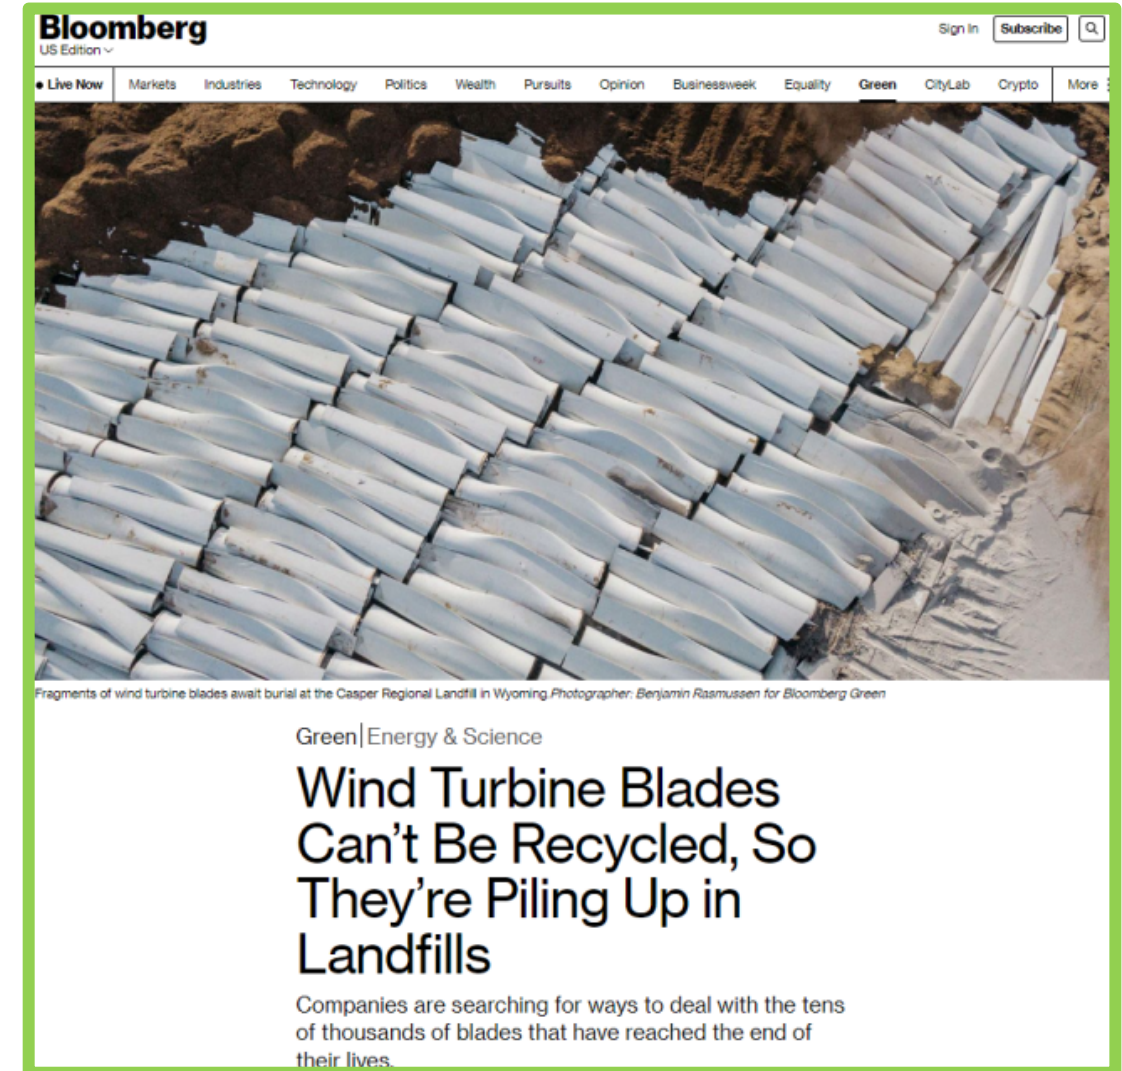 Bloomberg
US Edition
Sign In Subscribe
Live Now Markets Industries Technology Politics Wealth Pursuits Opinion Businessweek Equality Green CityLab Crypto More
Fragments of wind turbine blades await burial at the Casper Regional Landfill in Wyoming.Photographer: Benjamin Rasmussen for Bloomberg Green
Green|Energy & Science
Wind Turbine Blades
Can't Be Recycled, So
They're Piling Up in
Landfills
Companies are searching for ways to deal with the tens
of thousands of blades that have reached the end of
their lives.